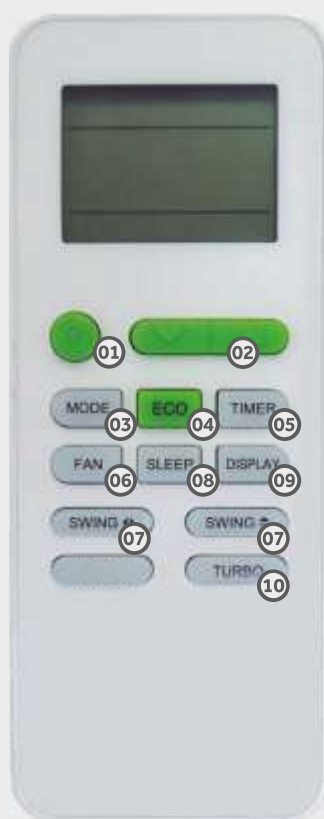 01 02
MODE 03 ECO 04 TIMER 05
FAN 06 SLEEP 08 DISPLAY 09
SWING 07 SWING 07
TURBO 10